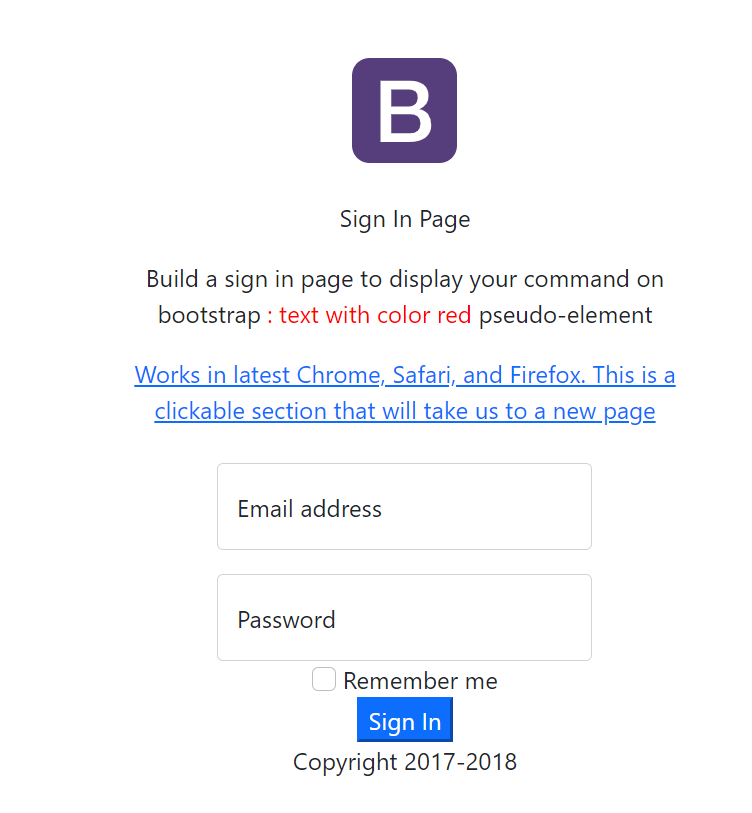 B
Sign In Page
Build a sign in page to display your command on
bootstrap : text with color red pseudo-element
Works in latest Chrome, Safari, and Firefox. This is a
clickable section that will take us to a new page
Email address
Password
Remember me
Sign In
Copyright 2017-2018